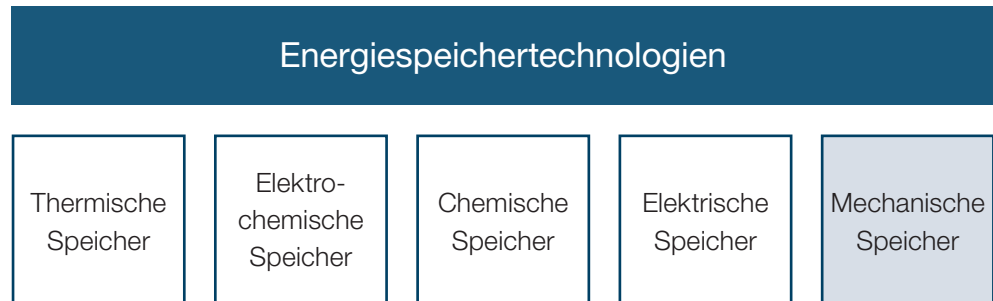 Energiespeichertechnologien
Thermische
Speicher
Elektro-
chemische
Speicher
Chemische
Speicher
Elektrische
Speicher
Mechanische
Speicher